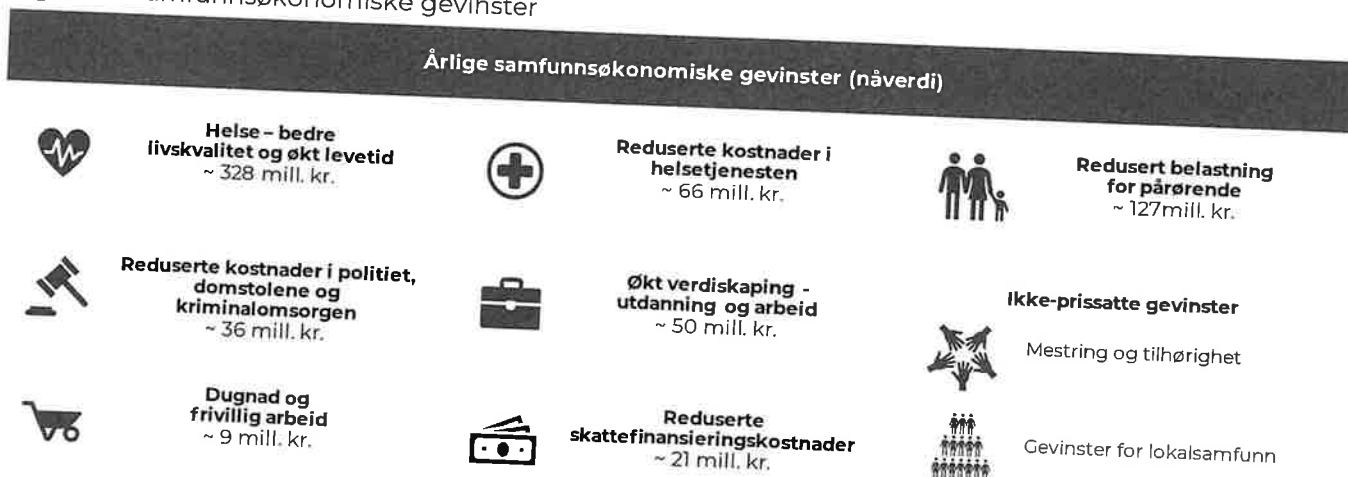 samfunnsøkonomiske gevinster
Årlige samfunnsøkonomiske gevinster (nåverdi)
Helse – bedre
livskvalitet og økt levetid
~ 328 mill. kr.
Reduserte kostnader i
helsetjenesten
~ 66 mill. kr.
Redusert belastning
for pårørende
~ 127mill. kr.
Reduserte kostnader i politiet,
domstolene og
kriminalomsorgen
~ 36 mill. kr.
Økt verdiskaping -
utdanning og arbeid
~ 50 mill. kr.
Ikke-prissatte gevinster
Mestring og tilhørighet
Dugnad og
frivillig arbeid
~ 9 mill. kr.
Reduserte
skattefinansieringskostnader
~ 21 mill. kr.
Gevinster for lokalsamfunn